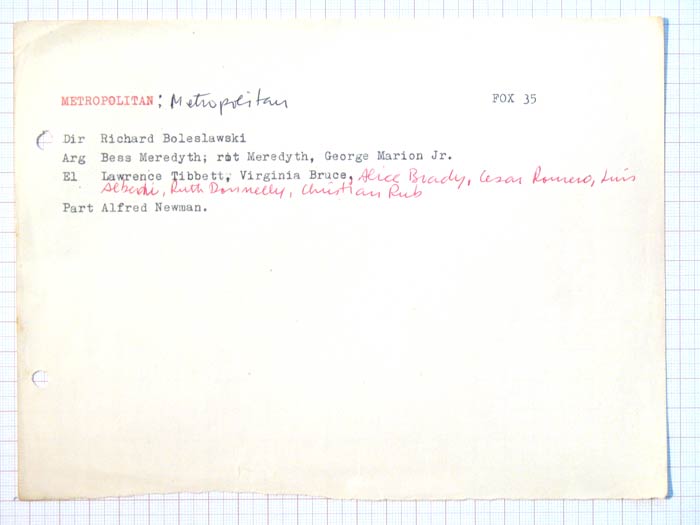 METROPOLITAN: Metropolitan FOX 35
Dir Richard Boleslawski
Arg Bess Meredyth; rot Meredyth, George Marion Jr.
El Lawrence Tibbett, Virginia Bruce, Alice Brady, Cesar Romero, Luis
Alberni, Ruth Donnelly, Christian Rub
Part Alfred Newman.